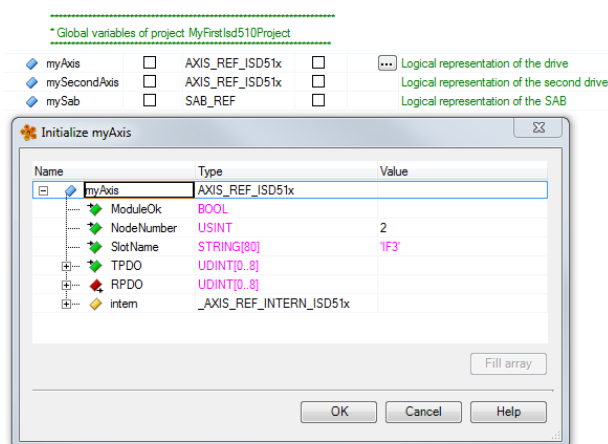 ************************************************************
* Global variables of project MyFirstIsd510Project
************************************************************
myAxis AXIS_REF_ISD51x ... Logical representation of the drive
mySecondAxis AXIS_REF_ISD51x Logical representation of the second drive
mySab SAB_REF Logical representation of the SAB
Initialize myAxis
Name Type Value
myAxis AXIS_REF_ISD51x
ModuleOk BOOL
NodeNumber USINT 2
SlotName STRING[80] 'IF3'
TPDO UDINT[0..8]
RPDO UDINT[0..8]
intern _AXIS_REF_INTERN_ISD51x
Fill array
OK Cancel Help